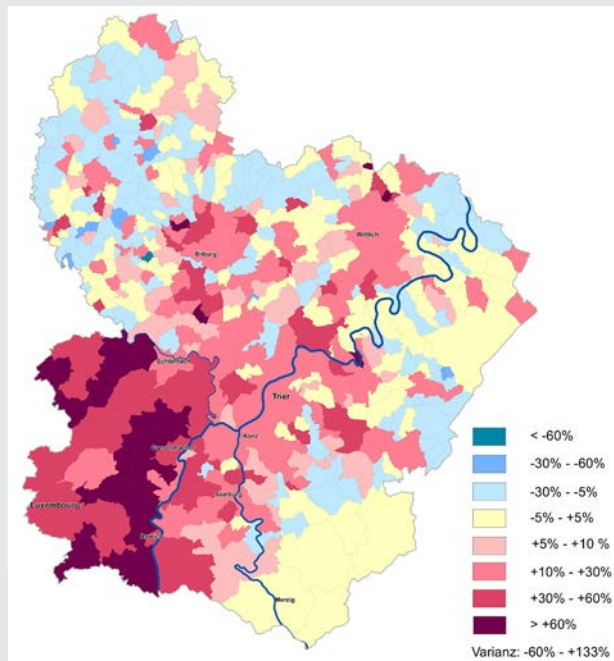 Wittlich
Bitburg
Echternach
Trier
Konz
Grevenmacher
Saarburg
Luxembourg
Remich
Merzig
< -60%
-30% - -60%
-30% - -5%
-5% - +5%
+5% - +10 %
+10% - +30%
+30% - +60%
> +60%
Varianz: -60% - +133%